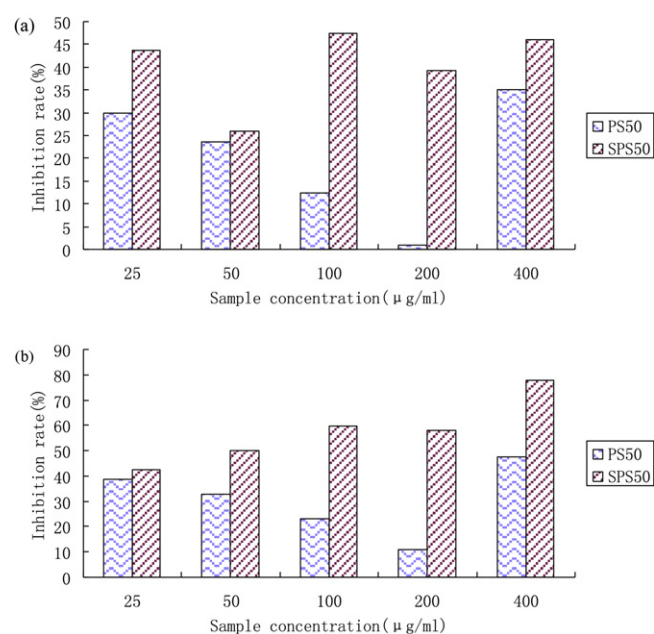 (a)
Inhibition rate(%)
50
45
40
35
30
25
20
15
10
5
0
25 50 100 200 400
Sample concentration(μg/ml)
PS50
SPS50
(b)
Inhibition rate(%)
90
80
70
60
50
40
30
20
10
0
25 50 100 200 400
Sample concentration(μg/ml)
PS50
SPS50